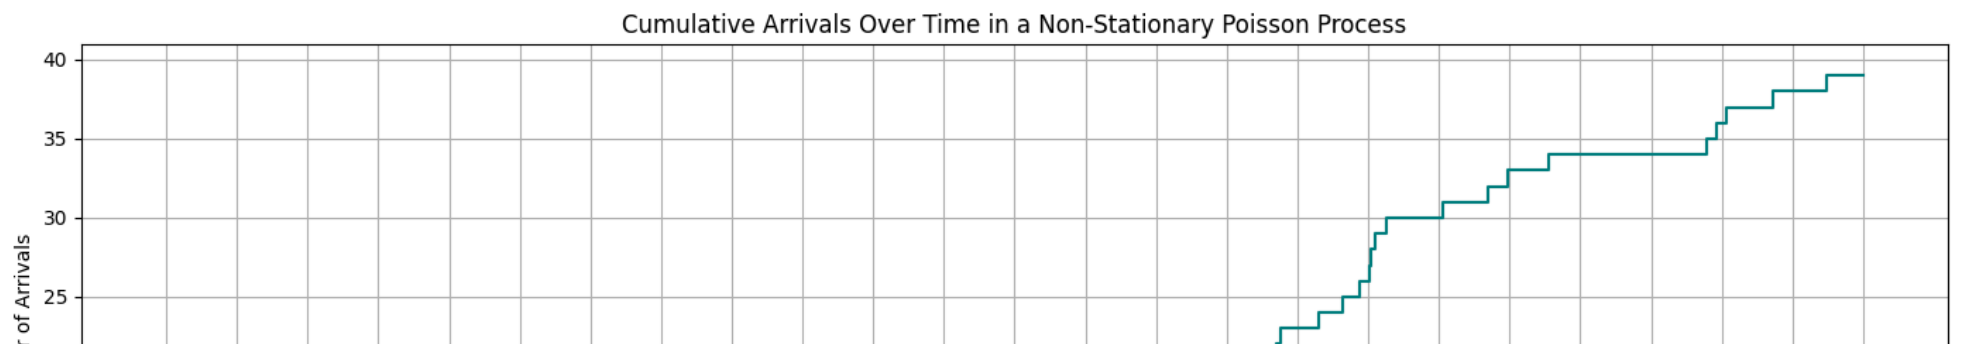 Cumulative Arrivals Over Time in a Non-Stationary Poisson Process
40
35
30
25
of Arrivals